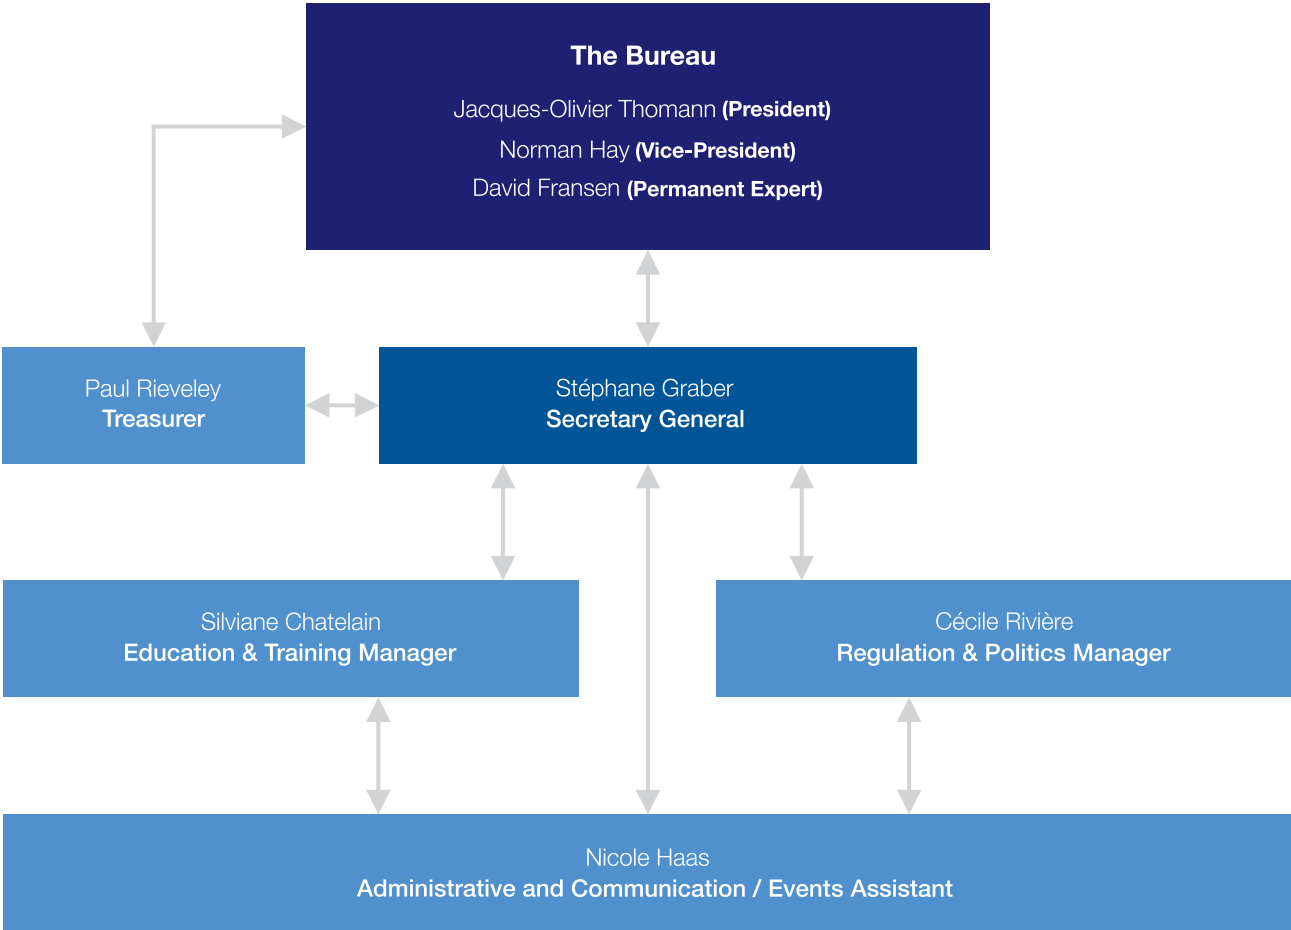 The Bureau
Jacques-Olivier Thomann (President)
Norman Hay (Vice-President)
David Fransen (Permanent Expert)
Paul Rieveley
Treasurer
Stéphane Graber
Secretary General
Silviane Chatelain
Education & Training Manager
Cécile Rivière
Regulation & Politics Manager
Nicole Haas
Administrative and Communication / Events Assistant